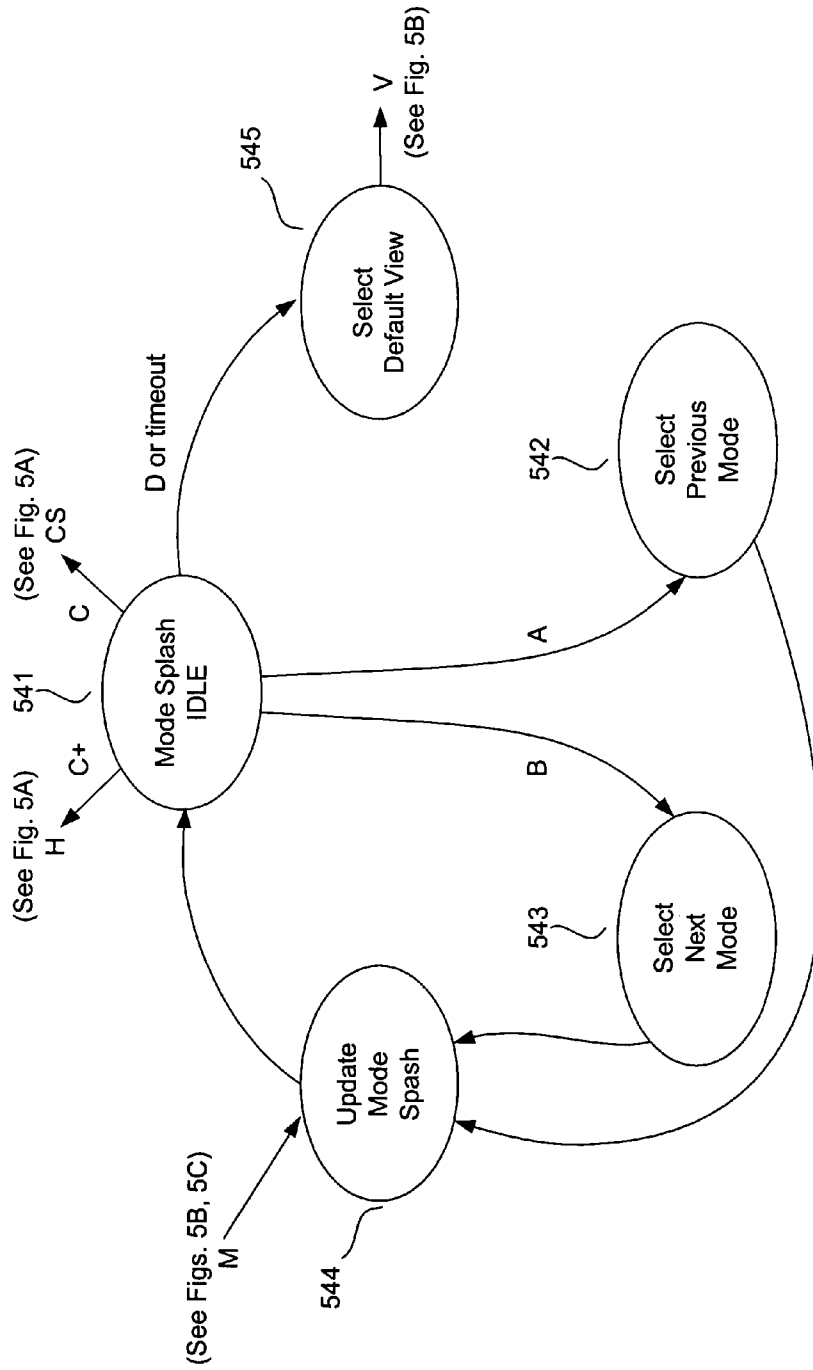 (See Fig. 5A)
H
C+
541
C
(See Fig. 5A)
CS
Mode Splash
IDLE
D or timeout
545
Select
Default View
V
(See Fig. 5B)
(See Figs. 5B, 5C)
M
544
Update
Mode
Spash
B
A
543
Select
Next
Mode
542
Select
Previous
Mode